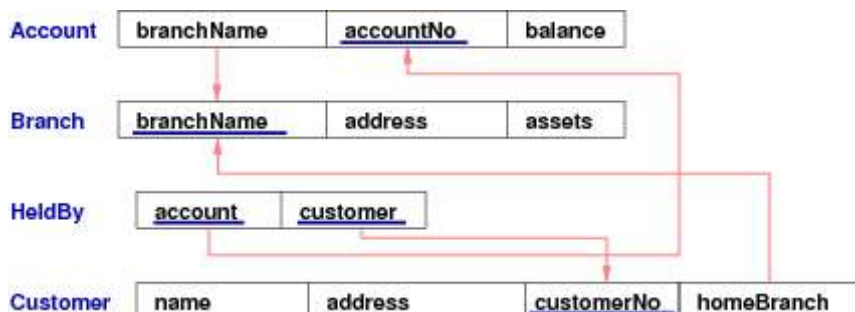 Account branchName accountNo balance
Branch branchName address assets
HeldBy account customer
Customer name address customerNo homeBranch